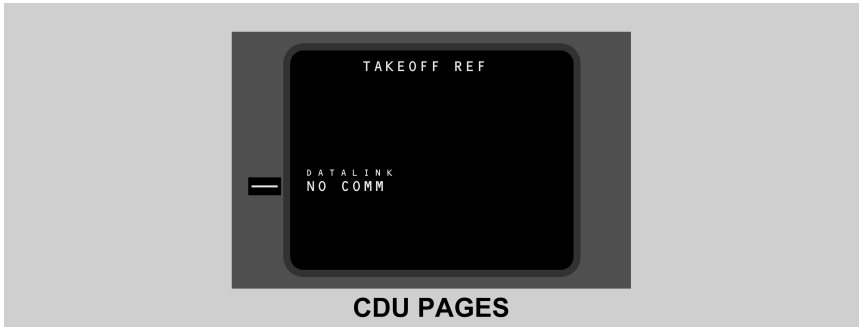 TAKEOFF REF
DATALINK
NO COMM
CDU PAGES